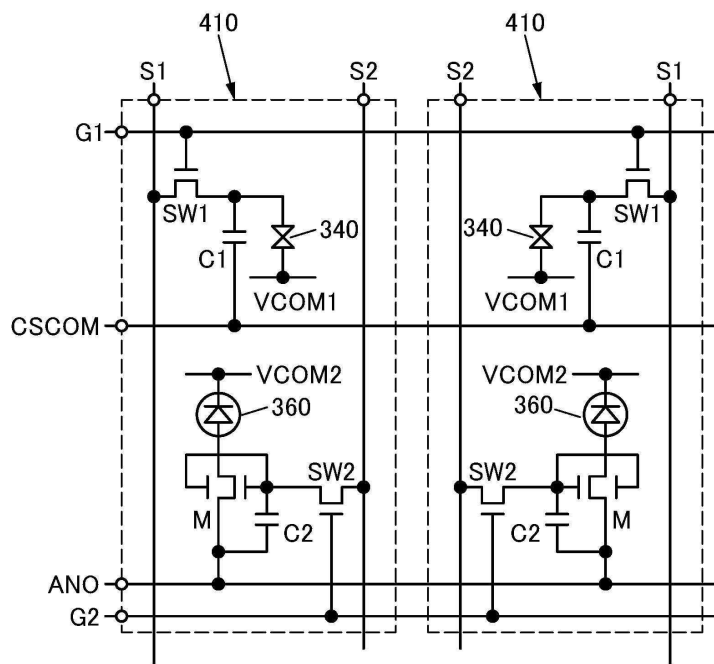 410 410
S1 S2 S2 S1
G1
SW1 SW1
340 340
C1 C1
VCOM1 VCOM1
CSCOM
VCOM2 VCOM2
360 360
SW2 SW2
M C2 C2 M
ANO
G2